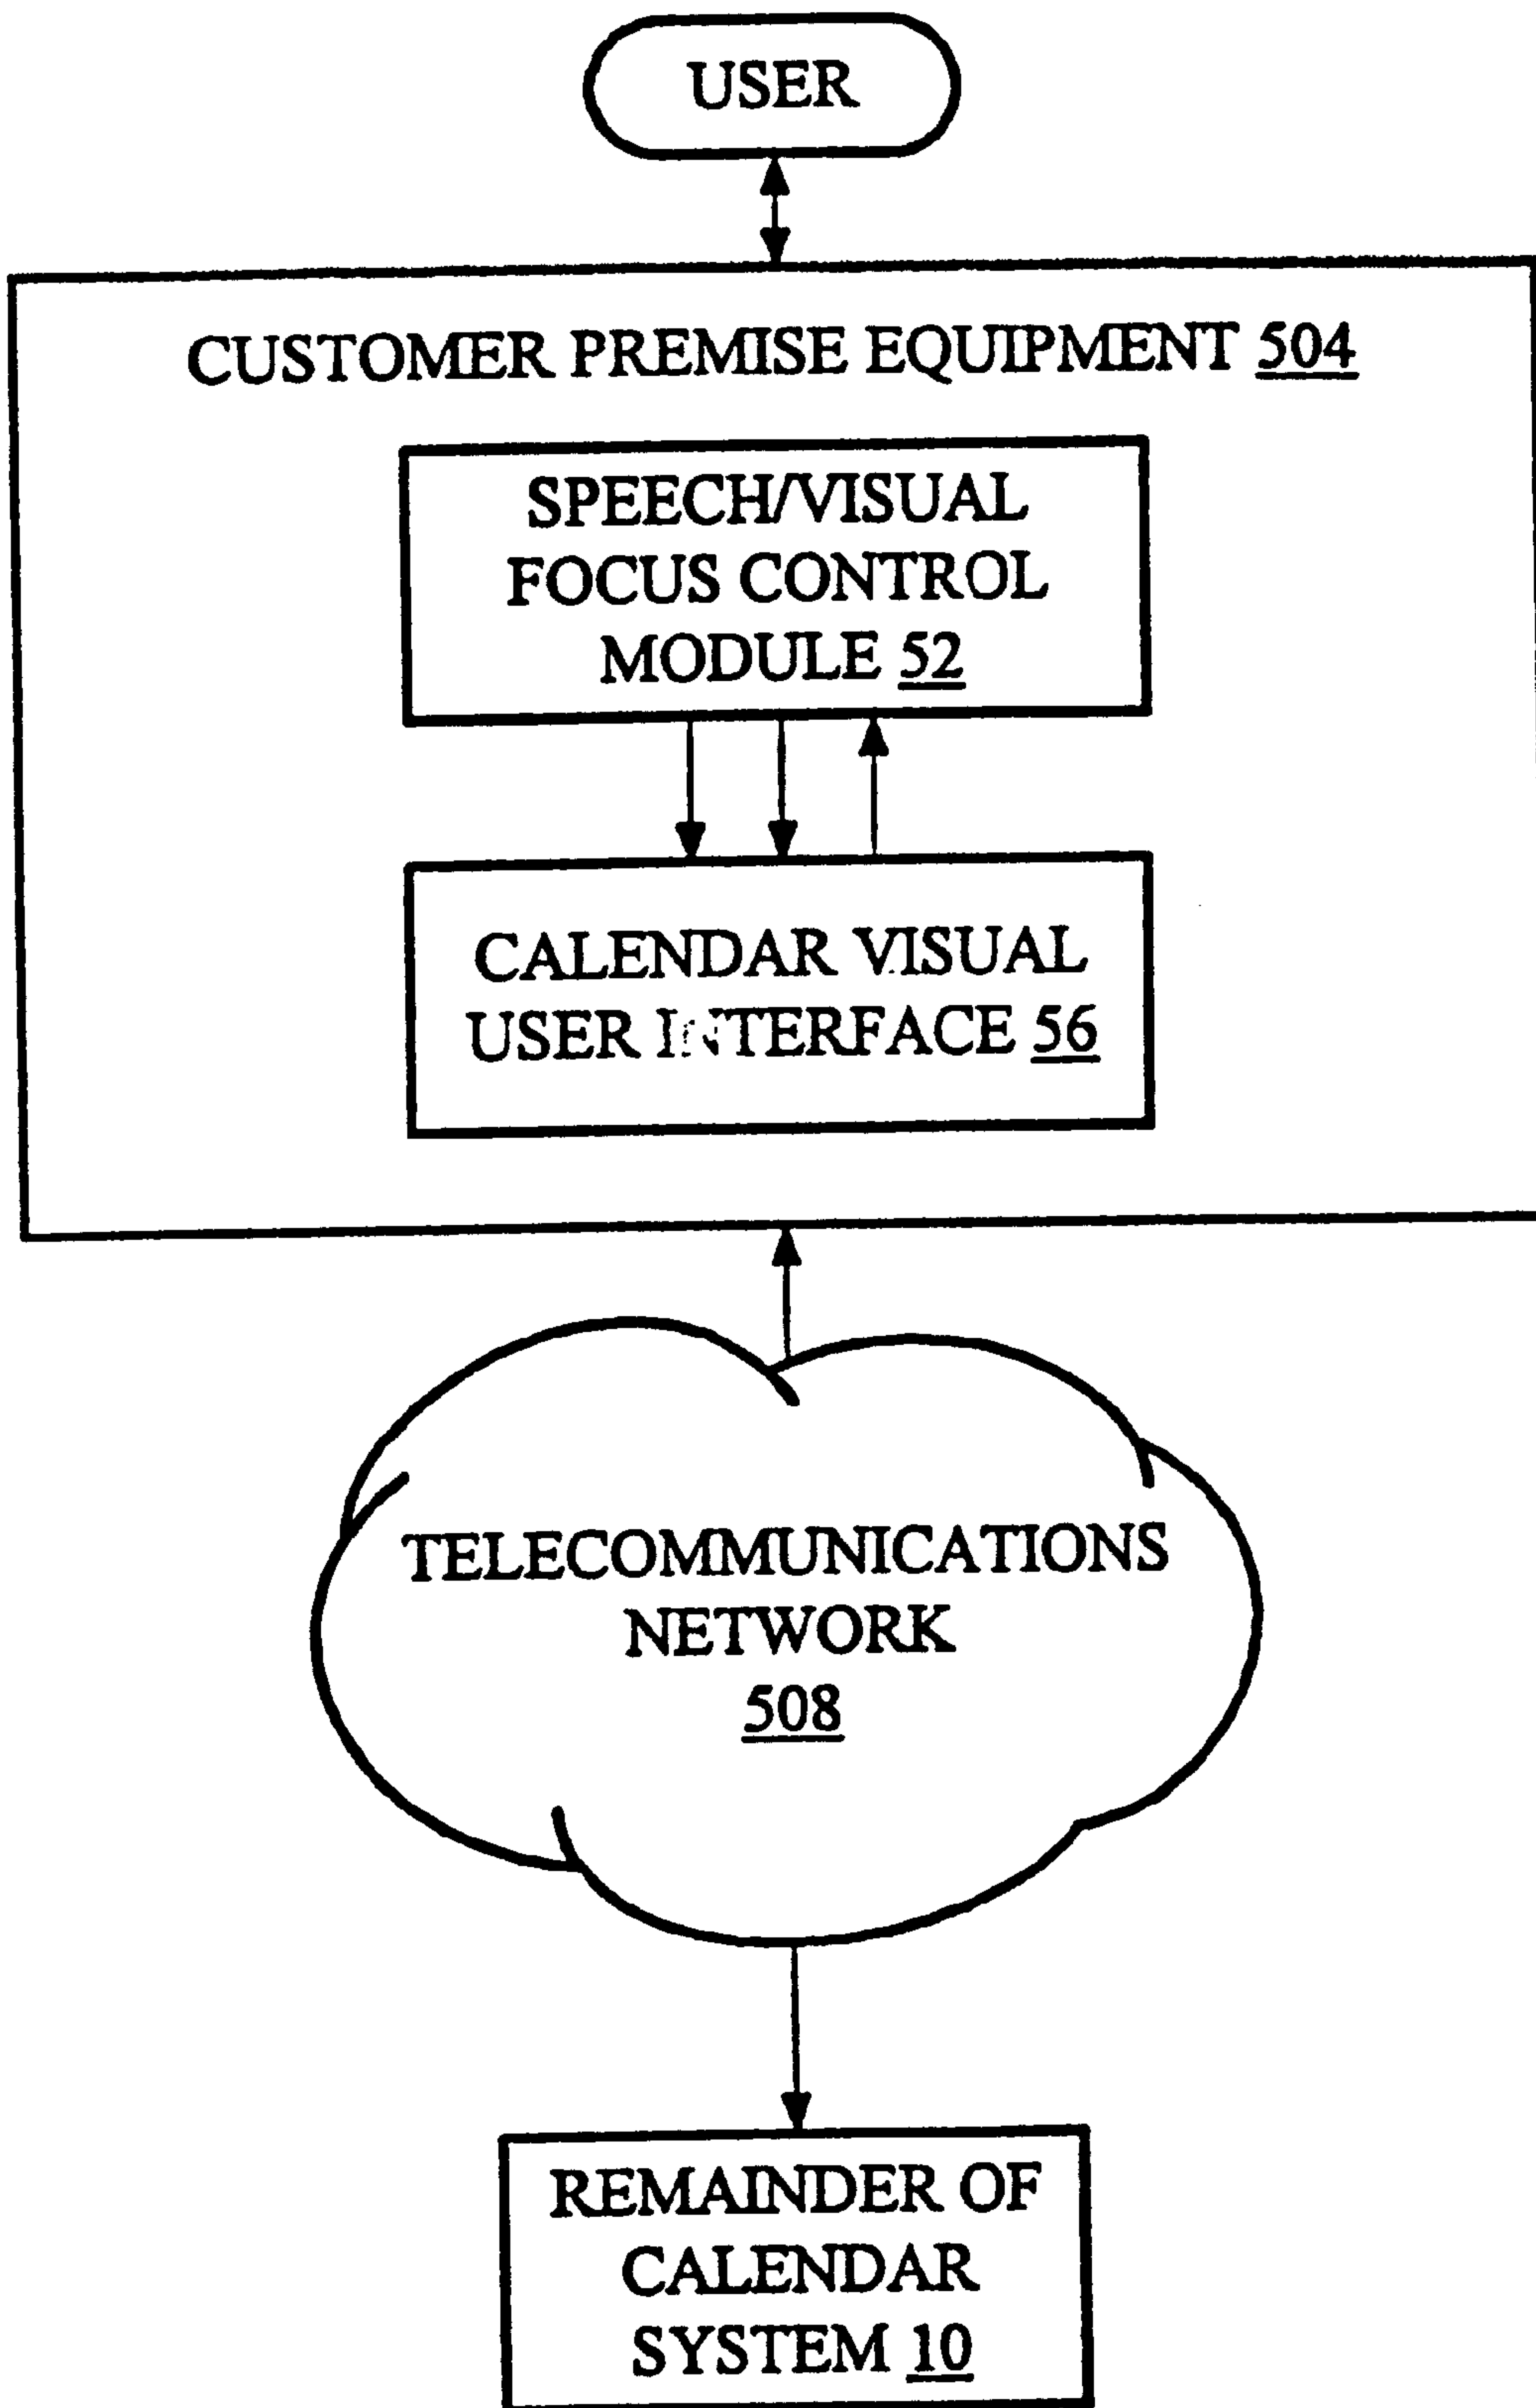 USER
CUSTOMER PREMISE EQUIPMENT 504
SPEECH/VISUAL
FOCUS CONTROL
MODULE 52
CALENDAR VISUAL
USER INTERFACE 56
TELECOMMUNICATIONS
NETWORK
508
REMAINDER OF
CALENDAR
SYSTEM 10